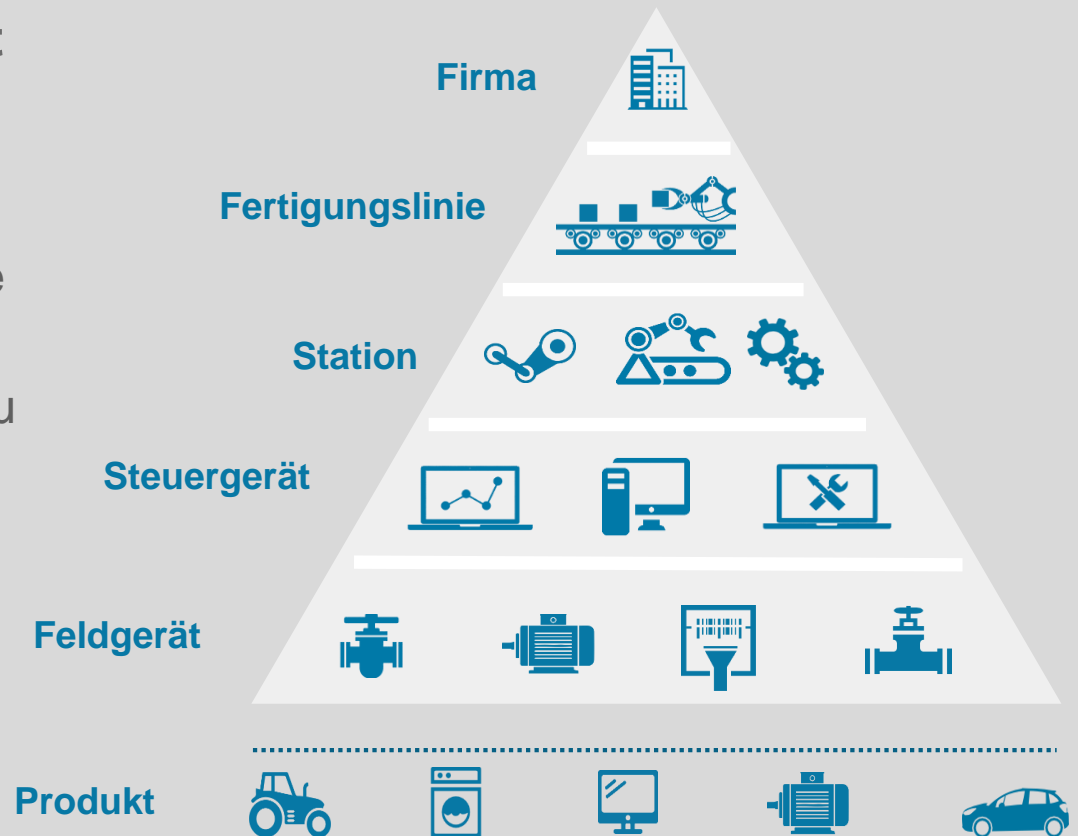 Firma
Fertigungslinie
Station
Steuergerät
Feldgerät
Produkt